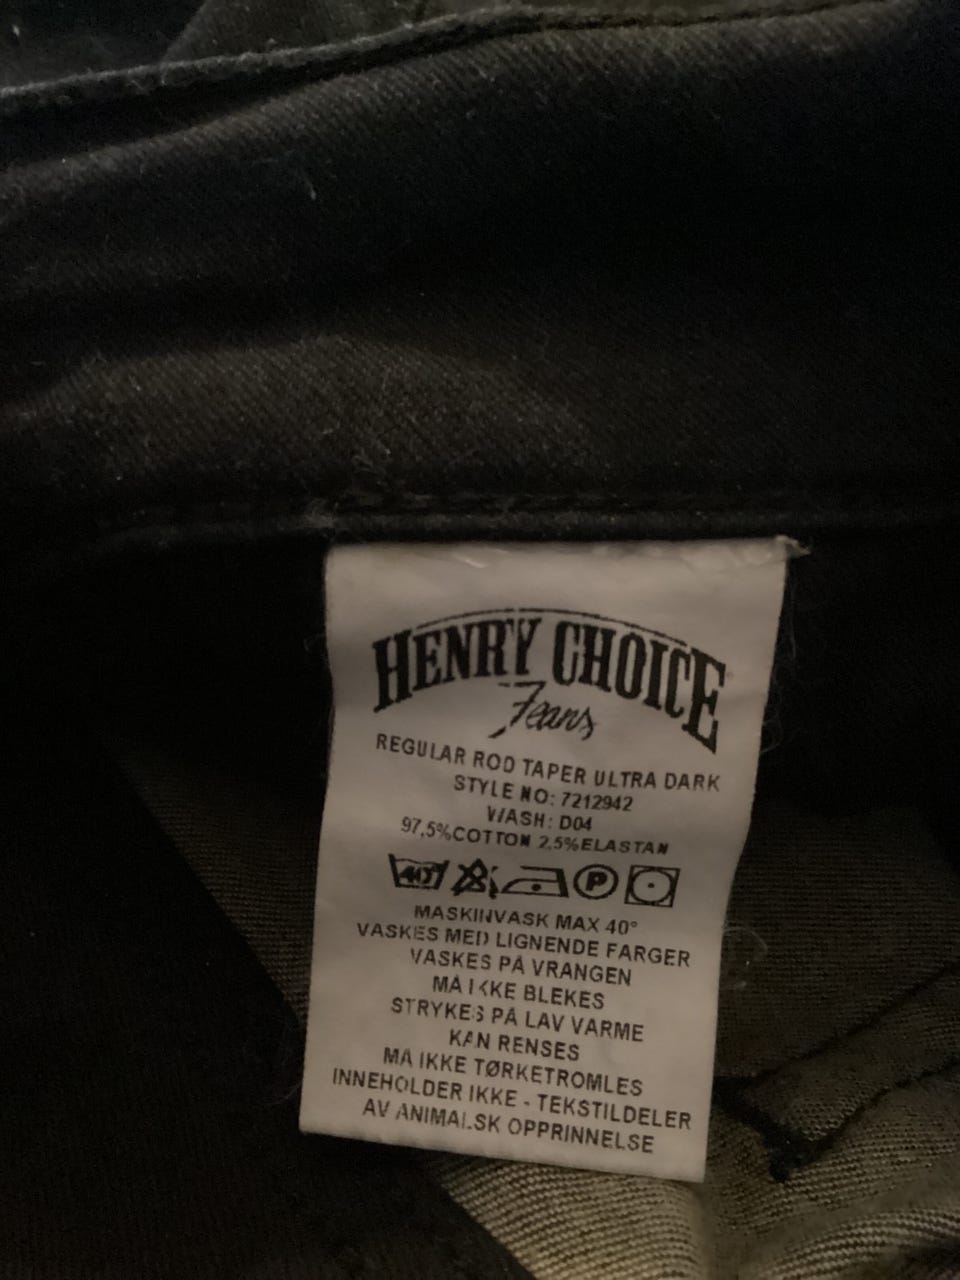 HENRY CHOICE
Jeans
REGULAR ROD TAPER ULTRA DARK
STYLE NO: 7212942
WASH: D04
97,5%COTTON 2,5%ELASTAN
40° P
MASKINVASK MAX 40°
VASKES MED LIGNENDE FARGER
VASKES PÅ VRANGEN
MÅ IKKE BLEKES
STRYKES PÅ LAV VARME
KAN RENSES
MÅ IKKE TØRKETROMLES
INNEHOLDER IKKE - TEKSTILDELER
AV ANIMALSK OPPRINNELSE